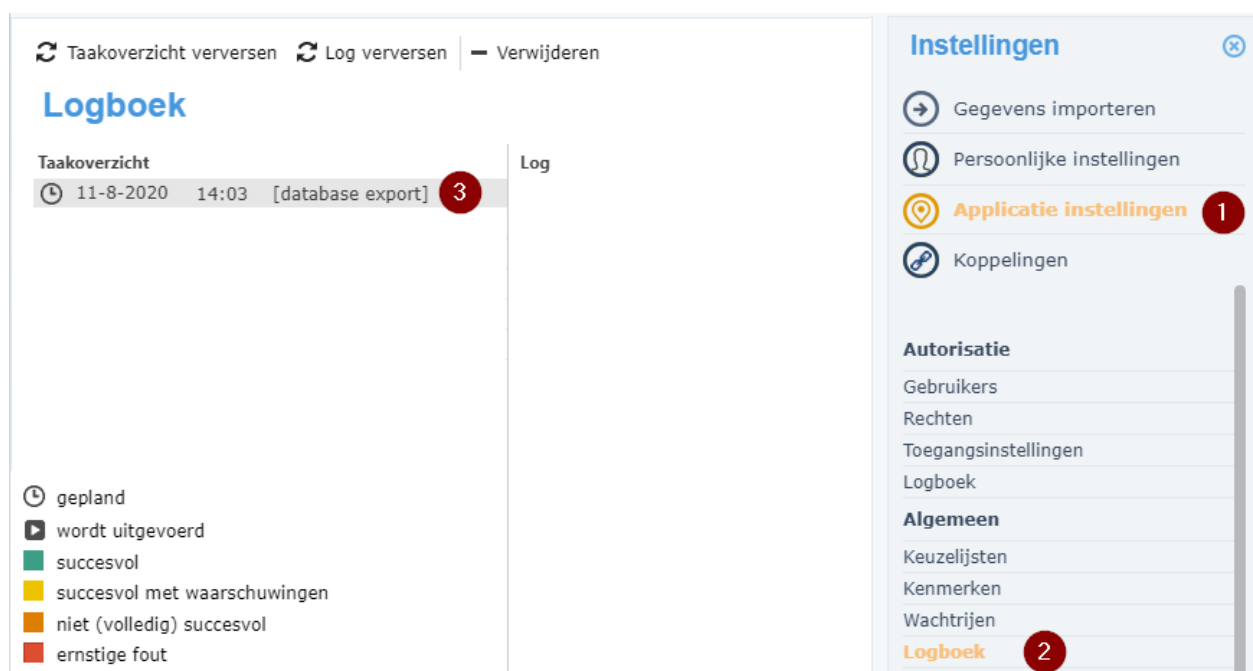 Taakoverzicht verversen Log verversen Verwijderen
Logboek
Taakoverzicht
Log
11-8-2020 14:03 [database export] 3
gepland
wordt uitgevoerd
succesvol
succesvol met waarschuwingen
niet (volledig) succesvol
ernstige fout
Instellingen
Gegevens importeren
Persoonlijke instellingen
Applicatie instellingen 1
Koppelingen
Autorisatie
Gebruikers
Rechten
Toegangsinstellingen
Logboek
Algemeen
Keuzelijsten
Kenmerken
Wachtrijen
Logboek 2